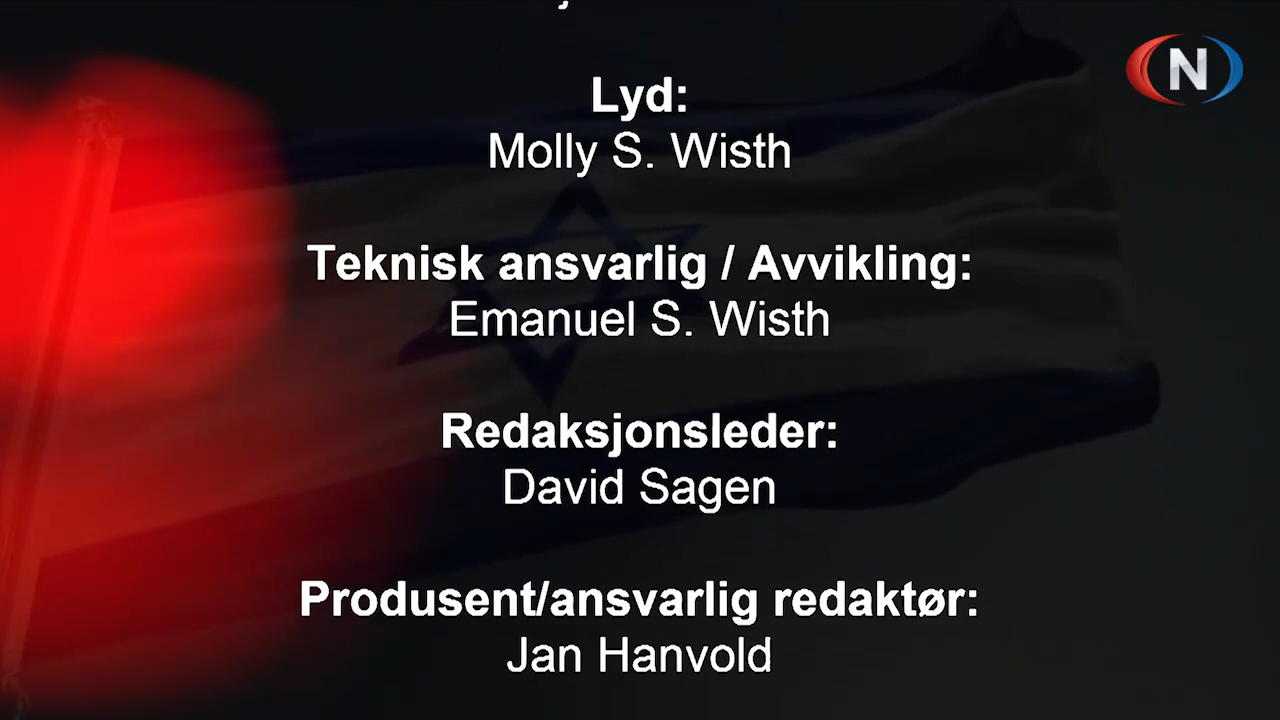 N
Lyd:
Molly S. Wisth
Teknisk ansvarlig / Avvikling:
Emanuel S. Wisth
Redaksjonsleder:
David Sagen
Produsent/ansvarlig redaktør:
Jan Hanvold